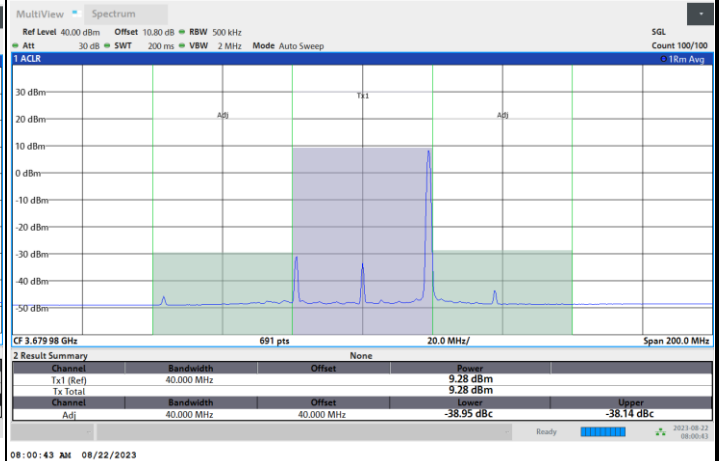 MultiView Spectrum
Ref Level 40.00 dBm Offset 10.80 dB RBW 500 kHz SGL
Att 30 dB SWT 200 ms VBW 2 MHz Mode Auto Sweep Count 100/100
1 ACLR 1Rm Avg
30 dBm
Tx1
20 dBm
Adj Adj
10 dBm
0 dBm
-10 dBm
-20 dBm
-30 dBm
-40 dBm
-50 dBm
CF 3.679 98 GHz 691 pts 20.0 MHz/ Span 200.0 MHz
2 Result Summary None
Channel Bandwidth Offset Power
Tx1 (Ref) 40.000 MHz 9.28 dBm
Tx Total 9.28 dBm
Channel Bandwidth Offset Lower Upper
Adj 40.000 MHz 40.000 MHz -38.95 dBc -38.14 dBc
Ready 2023-08-22
08:00:43
08:00:43 AM 08/22/2023